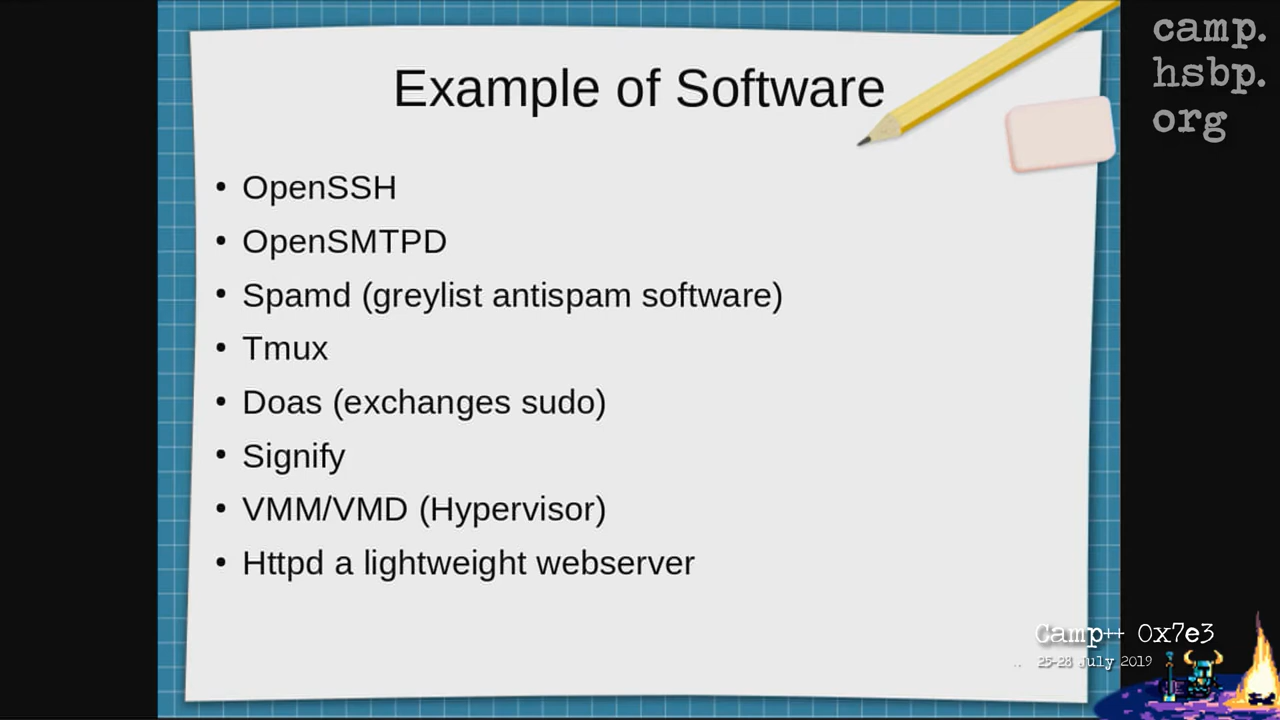 Example of Software
• OpenSSH
• OpenSMTPD
• Spamd (greylist antispam software)
• Tmux
• Doas (exchanges sudo)
• Signify
• VMM/VMD (Hypervisor)
• Httpd a lightweight webserver
camp.
hsbp.
org
Camp++ 0x7e3
25-28 July 2019